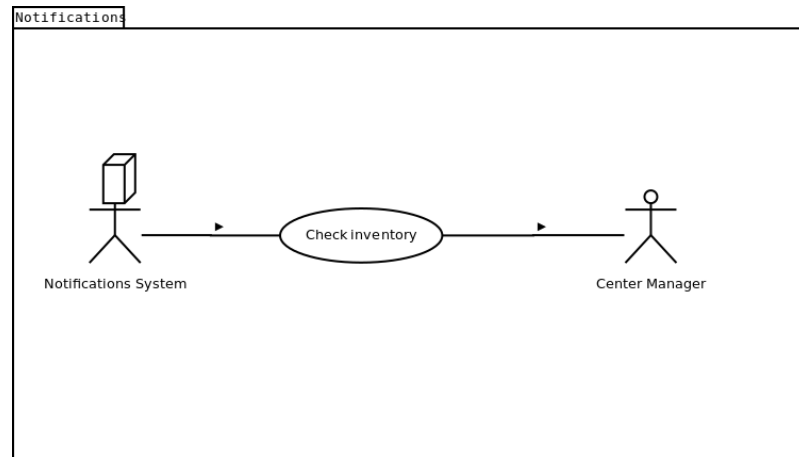 Notifications
Check inventory
Notifications System
Center Manager